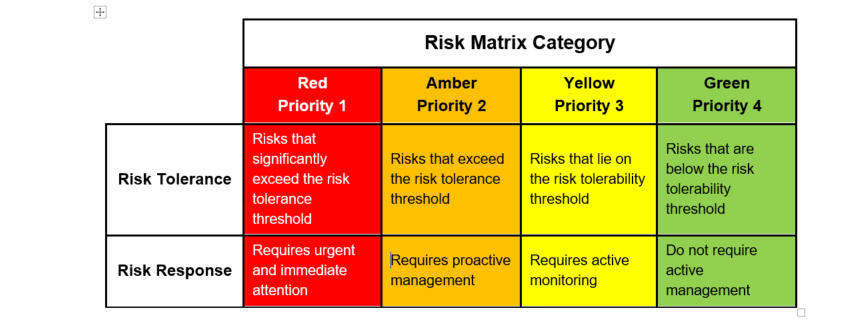 Risk Matrix Category
Red
Priority 1
Amber
Priority 2
Yellow
Priority 3
Green
Priority 4
Risk Tolerance
Risks that
significantly
exceed the risk
tolerance
threshold
Risks that exceed
the risk tolerance
threshold
Risks that lie on
the risk tolerability
threshold
Risks that are
below the risk
tolerability
threshold
Risk Response
Requires urgent
and immediate
attention
Requires proactive
management
Requires active
monitoring
Do not require
active
management